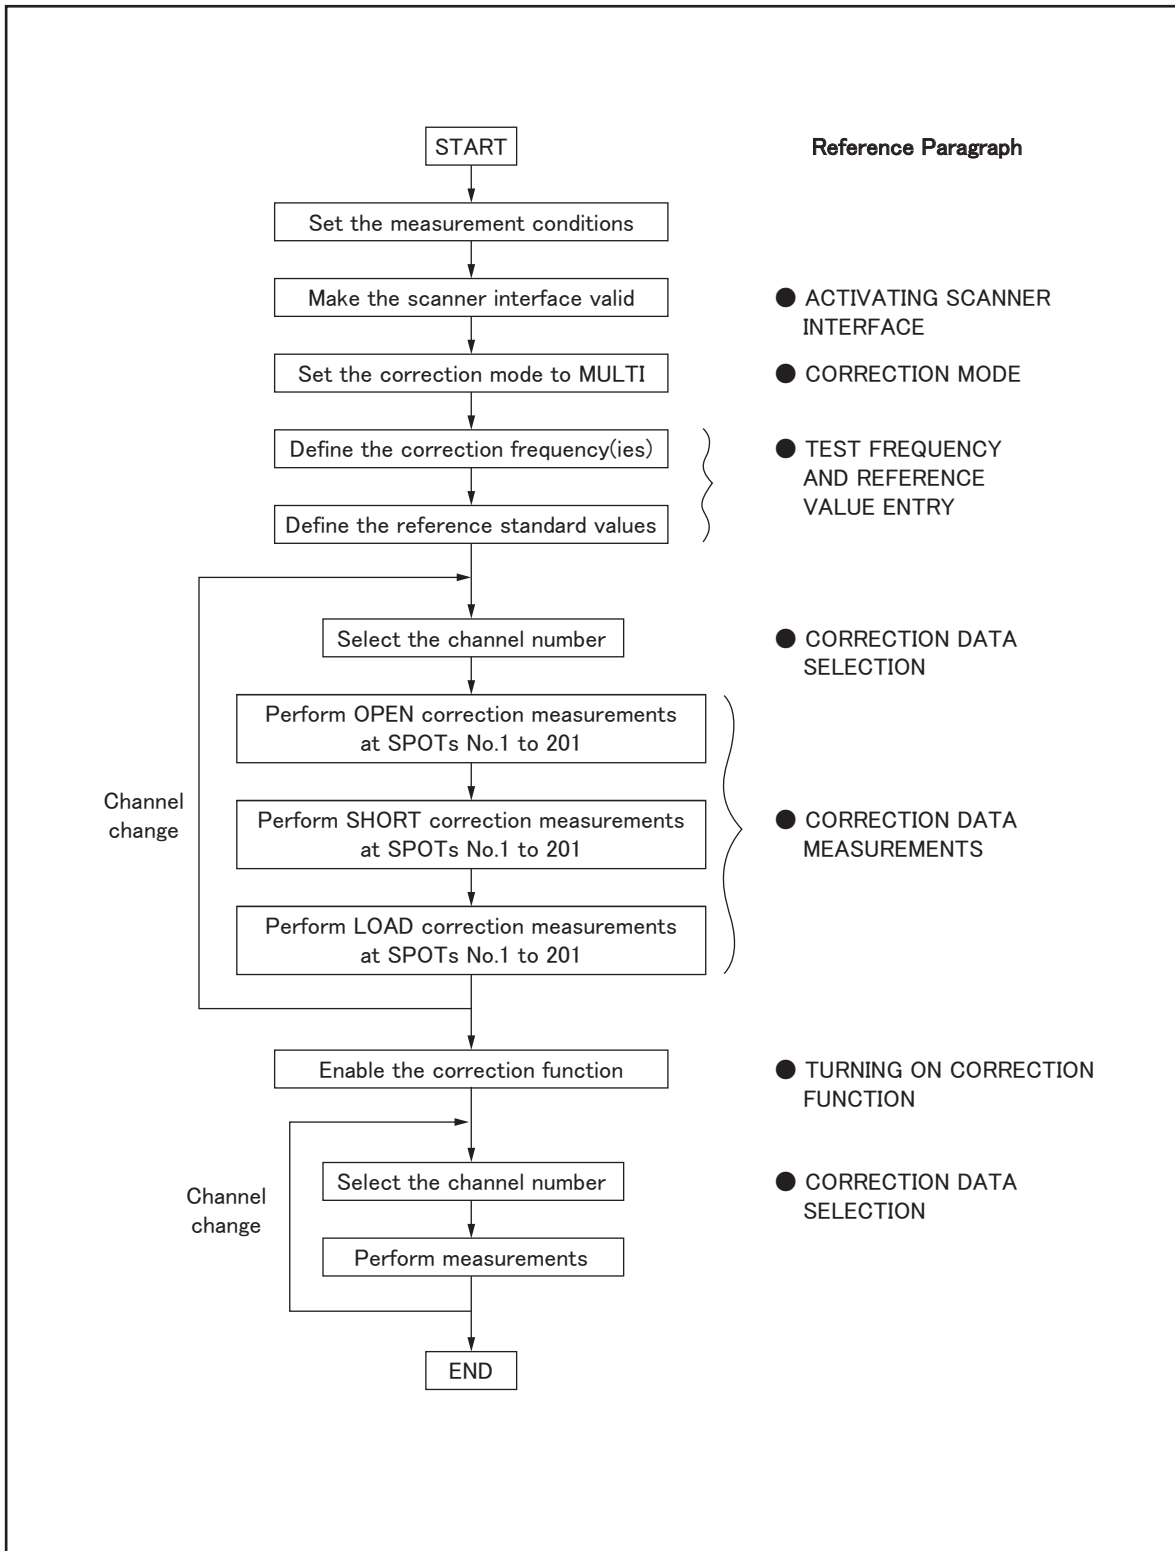 START
Reference Paragraph
Set the measurement conditions
Make the scanner interface valid
● ACTIVATING SCANNER
INTERFACE
Set the correction mode to MULTI
● CORRECTION MODE
Define the correction frequency(ies)
● TEST FREQUENCY
AND REFERENCE
VALUE ENTRY
Define the reference standard values
Select the channel number
● CORRECTION DATA
SELECTION
Perform OPEN correction measurements
at SPOTs No.1 to 201
Channel
change
Perform SHORT correction measurements
at SPOTs No.1 to 201
● CORRECTION DATA
MEASUREMENTS
Perform LOAD correction measurements
at SPOTs No.1 to 201
Enable the correction function
● TURNING ON CORRECTION
FUNCTION
Channel
change
Select the channel number
● CORRECTION DATA
SELECTION
Perform measurements
END